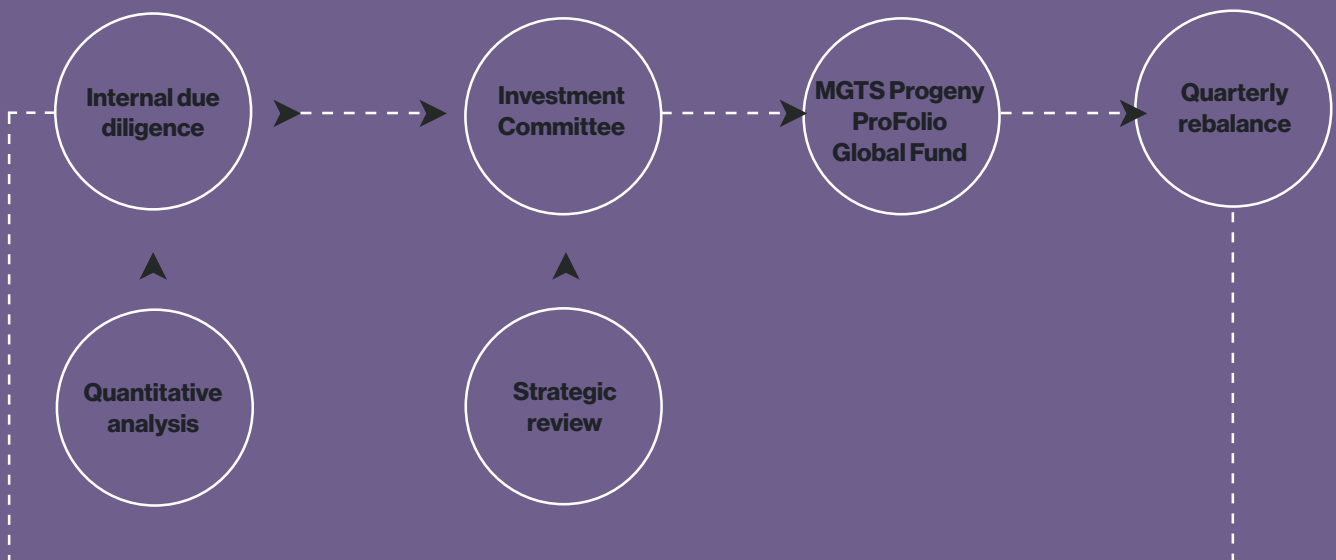 Internal due
diligence
Investment
Committee
MGTS Progeny
ProFolio
Global Fund
Quarterly
rebalance
Quantitative
analysis
Strategic
review